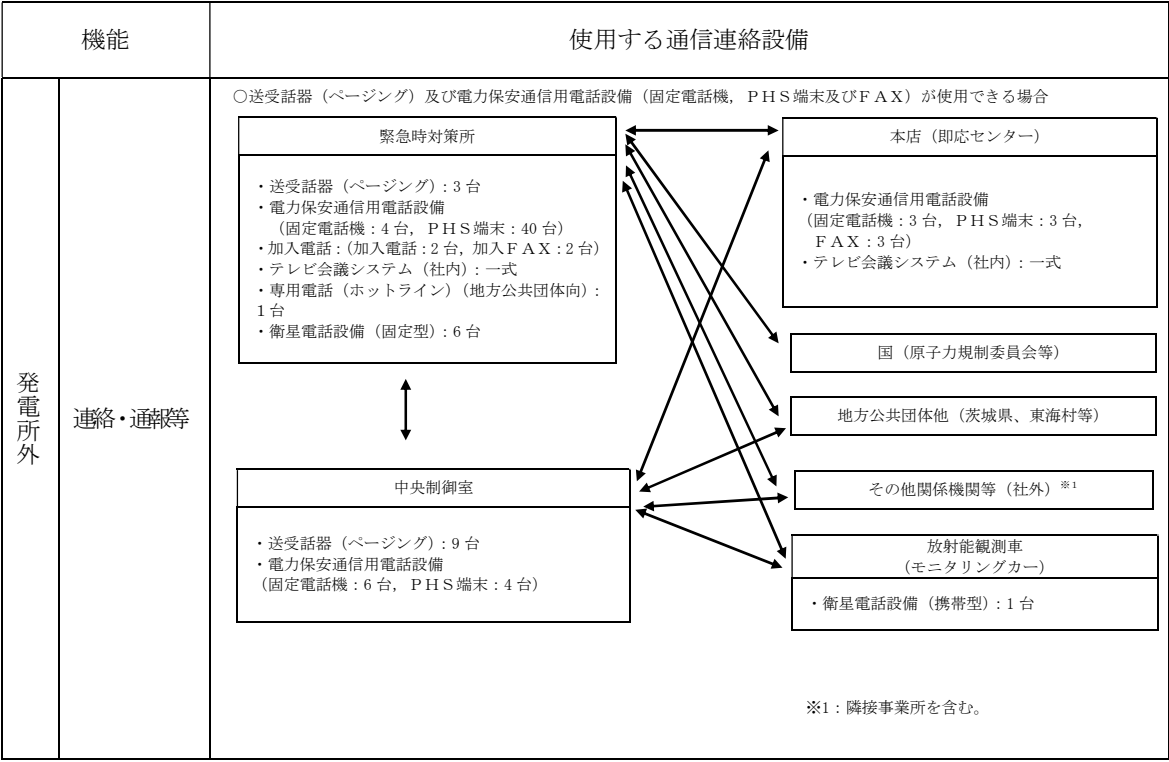 機能
使用する通信連絡設備
発電所外
連絡・通報等
○送受話器（ページング）及び電力保安通信用電話設備（固定電話機，ＰＨＳ端末及びＦＡＸ）が使用できる場合
緊急時対策所
・送受話器（ページング）：3 台
・電力保安通信用電話設備
（固定電話機：4 台，ＰＨＳ端末：40 台）
・加入電話：（加入電話：2 台，加入ＦＡＸ：2 台）
・テレビ会議システム（社内）：一式
・専用電話（ホットライン）（地方公共団体向）：
1 台
・衛星電話設備（固定型）：6 台
中央制御室
・送受話器（ページング）：9 台
・電力保安通信用電話設備
（固定電話機：6 台，ＰＨＳ端末：4 台）
本店（即応センター）
・電力保安通信用電話設備
（固定電話機：3 台，ＰＨＳ端末：3 台，
ＦＡＸ：3 台）
・テレビ会議システム（社内）：一式
国（原子力規制委員会等）
地方公共団体他（茨城県、東海村等）
その他関係機関等（社外）※1
放射能観測車
（モニタリングカー）
・衛星電話設備（携帯型）：1 台
※1：隣接事業所を含む。